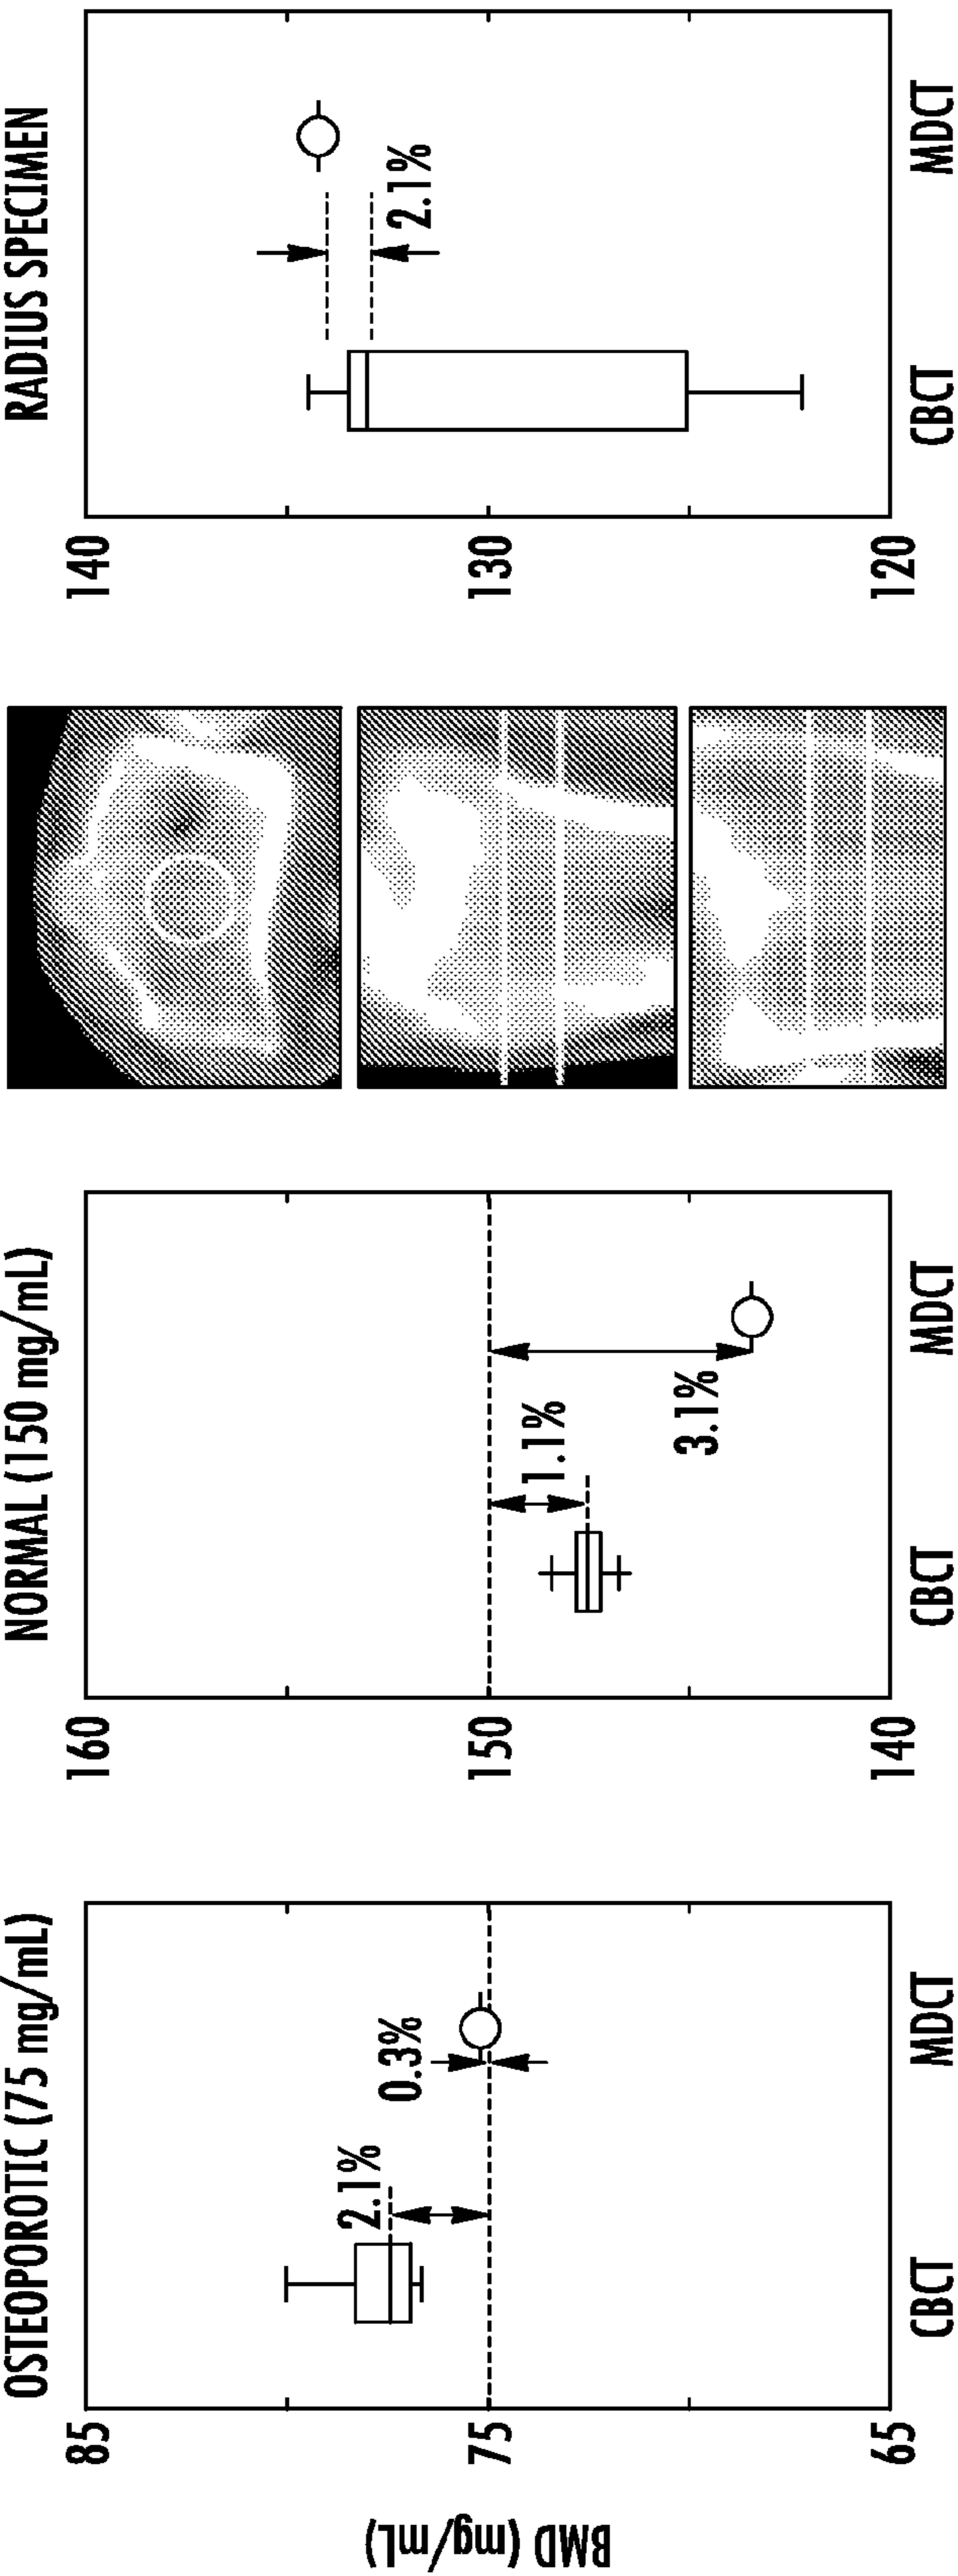 OSTEOPOROTIC (75 mg/mL)
BMD (mg/mL)
85
75
65
2.1%
0.3%
CBCT
MDCT
NORMAL (150 mg/mL)
160
150
140
1.1%
3.1%
CBCT
MDCT
RADIUS SPECIMEN
140
130
120
2.1%
CBCT
MDCT